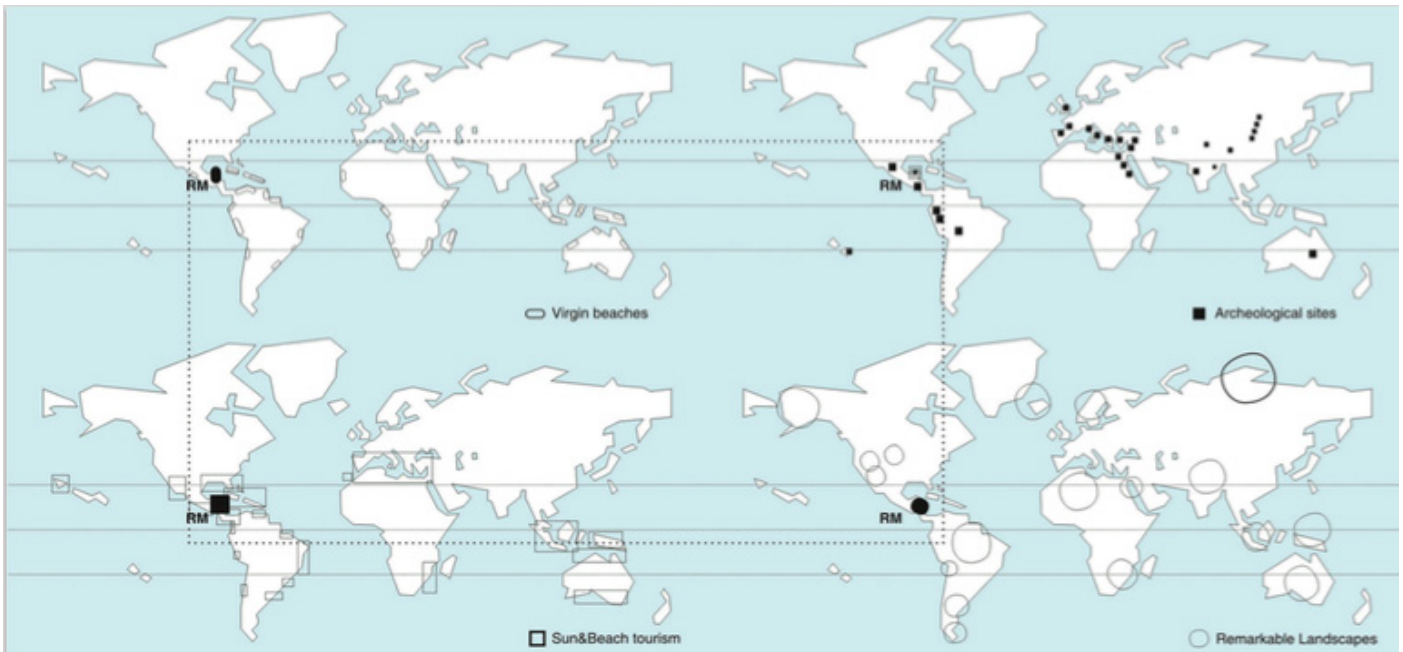 RM
Virgin beaches
RM
Archeological sites
RM
Sun&Beach tourism
RM
Remarkable Landscapes